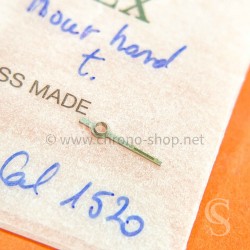 EX
Hour hand
t.
SS MADE
© www.chrono-shop.net
Cal 1520